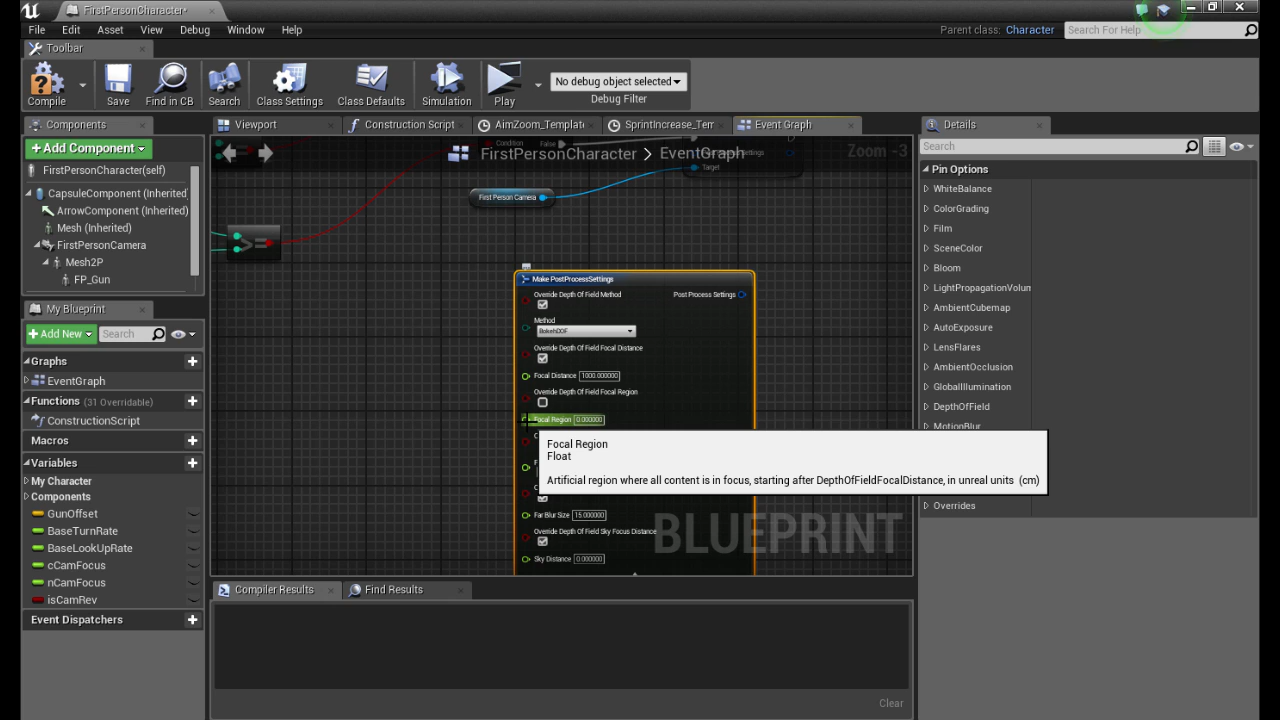 FirstPersonCharacter*
File Edit Asset View Debug Window Help
Parent class: Character Search For Help
Toolbar
Compile
Save
Find in CB
Search
Class Settings
Class Defaults
Simulation
Play
No debug object selected
Debug Filter
Components
+Add Component
FirstPersonCharacter(self)
CapsuleComponent (Inherited)
ArrowComponent (Inherited)
Mesh (Inherited)
FirstPersonCamera
Mesh2P
FP_Gun
My Blueprint
+Add New Search
Graphs
EventGraph
Functions (31 Overridable)
ConstructionScript
Macros
Variables
My Character
Components
GunOffset
BaseTurnRate
BaseLookUpRate
cCamFocus
nCamFocus
isCamRev
Event Dispatchers
Viewport
Construction Script
AimZoom_Template
SprintIncrease_Tem
Event Graph
Condition False
FirstPersonCharacter > EventGraph
Zoom -3
Target
First Person Camera
>=
Make PostProcessSettings
Override Depth Of Field Method
Post Process Settings
Method
BokehDOF
Override Depth Of Field Focal Distance
Focal Distance 1000.000000
Override Depth Of Field Focal Region
Focal Region 0.000000
Focal Region
Float
Artificial region where all content is in focus, starting after DepthOfFieldFocalDistance, in unreal units (cm)
Far Blur Size 15.000000
Override Depth Of Field Sky Focus Distance
Sky Distance 0.000000
BLUEPRINT
Compiler Results
Find Results
Clear
Details
Search
Pin Options
WhiteBalance
ColorGrading
Film
SceneColor
Bloom
LightPropagationVolum
AmbientCubemap
AutoExposure
LensFlares
AmbientOcclusion
GlobalIllumination
DepthOfField
MotionBlur
Overrides